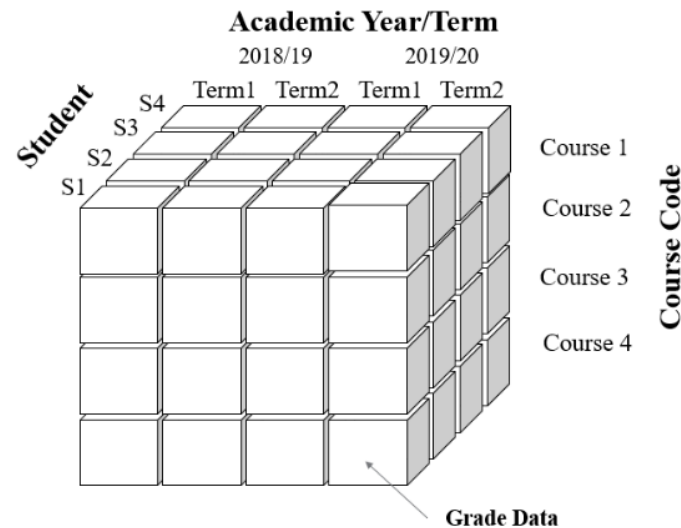 Academic Year/Term
2018/19 2019/20
Term1 Term2 Term1 Term2
Student
S4
S3
S2
S1
Course 1
Course 2
Course 3
Course 4
Course Code
Grade Data